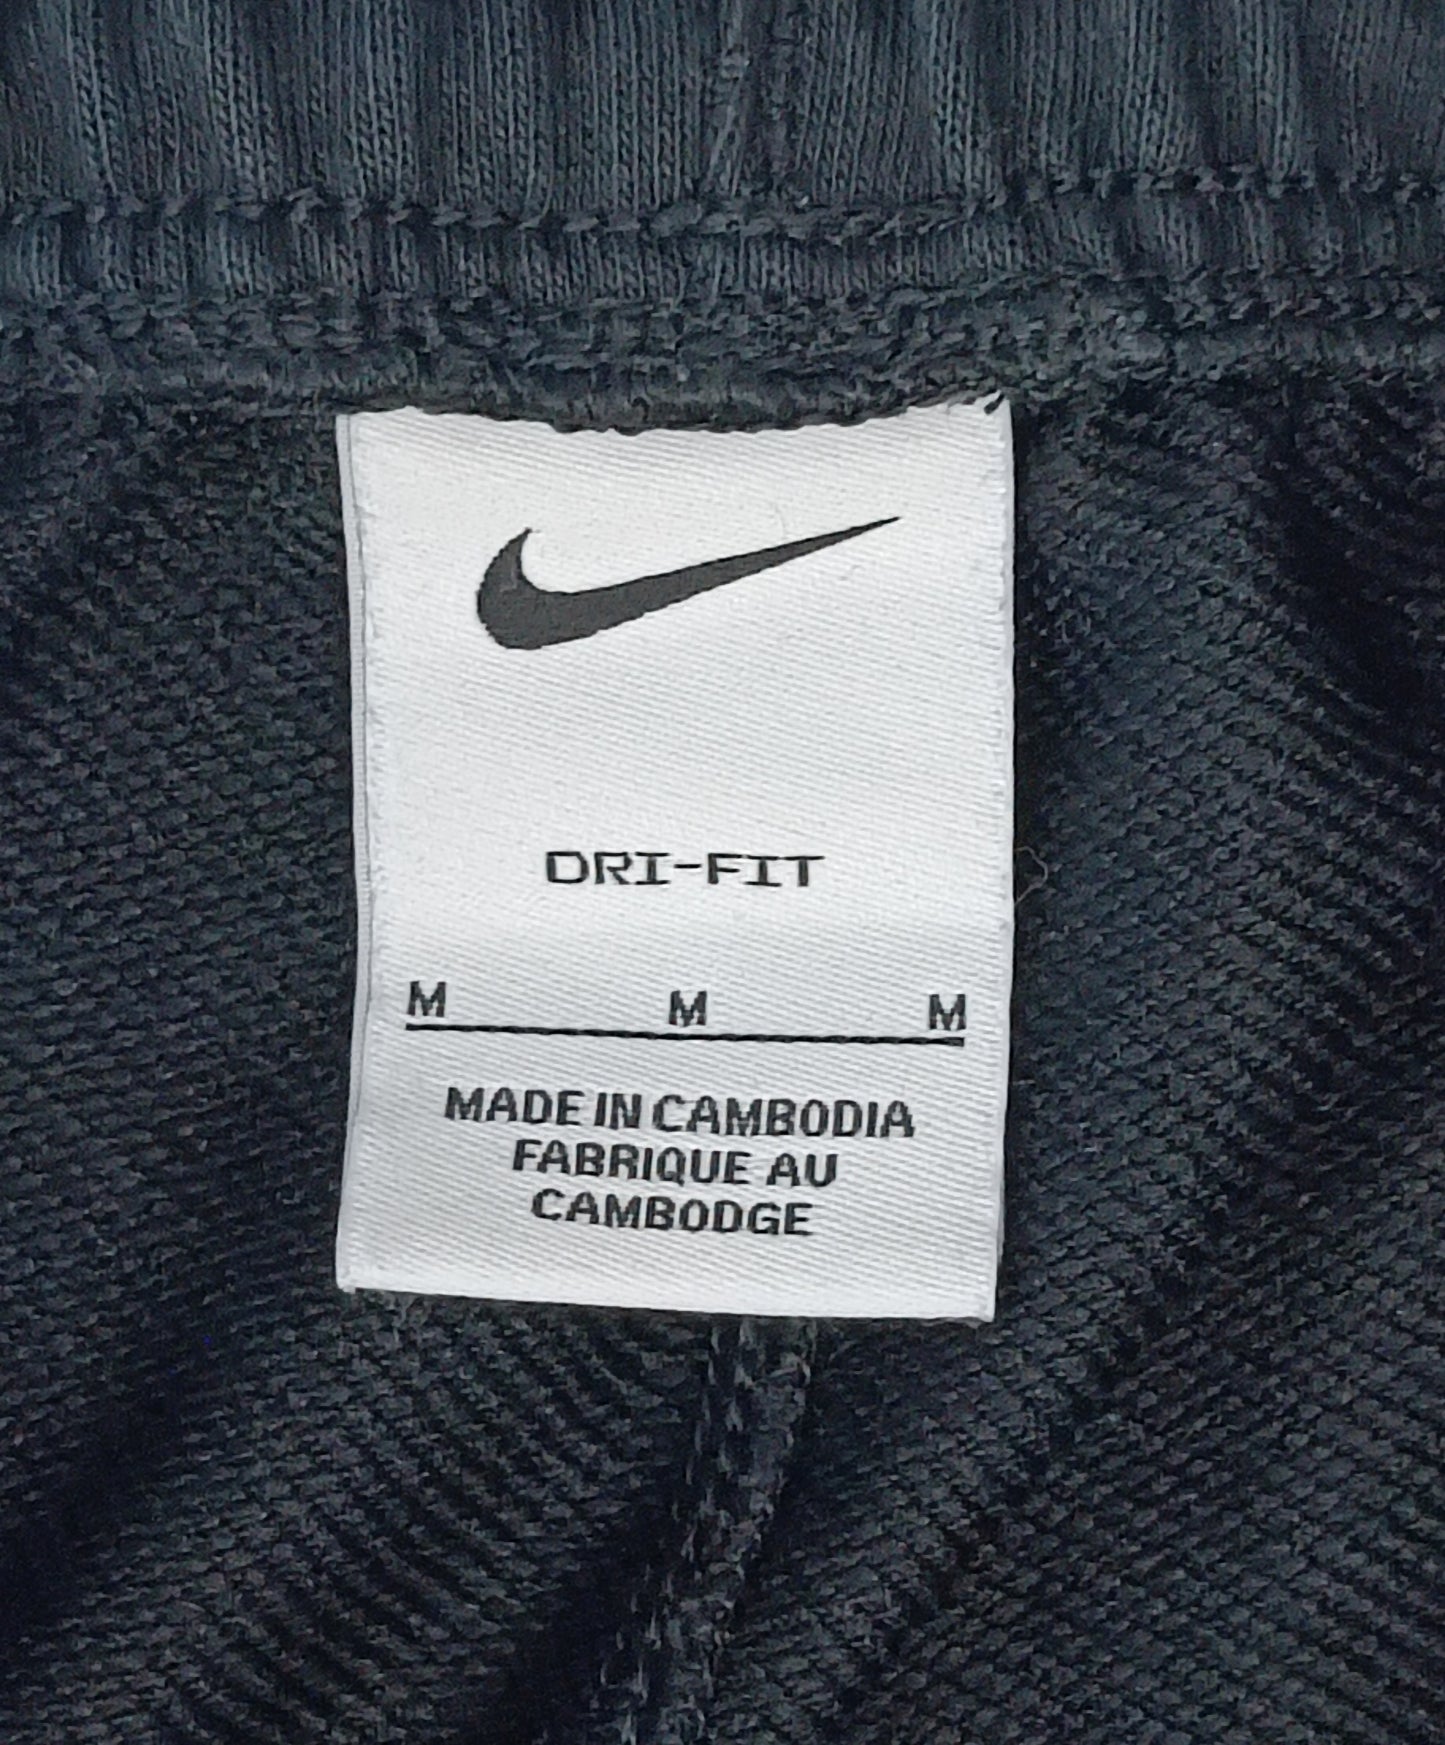 DRI-FIT
M M M
MADE IN CAMBODIA
FABRIQUE AU
CAMBODGE